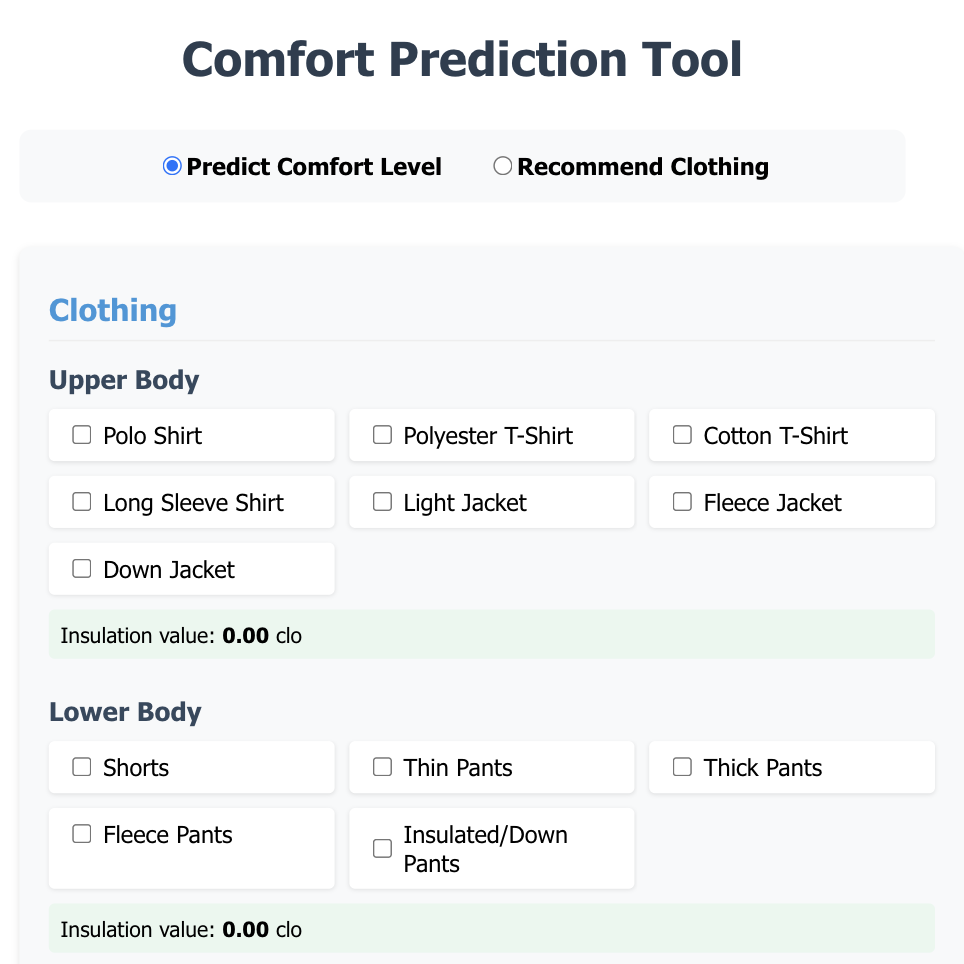 Comfort Prediction Tool
Predict Comfort Level Recommend Clothing
Clothing
Upper Body
Polo Shirt Polyester T-Shirt Cotton T-Shirt
Long Sleeve Shirt Light Jacket Fleece Jacket
Down Jacket
Insulation value: 0.00 clo
Lower Body
Shorts Thin Pants Thick Pants
Fleece Pants Insulated/Down
Pants
Insulation value: 0.00 clo